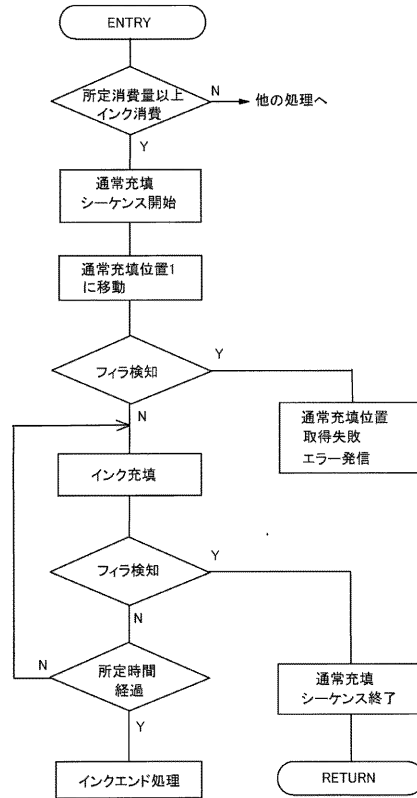 ENTRY
所定消費量以上
インク消費
N
他の処理へ
Y
通常充填
シーケンス開始
通常充填位置1
に移動
フィラ検知
Y
N
通常充填位置
取得失敗
エラー発信
インク充填
フィラ検知
Y
N
所定時間
経過
N
Y
通常充填
シーケンス終了
インクエンド処理
RETURN